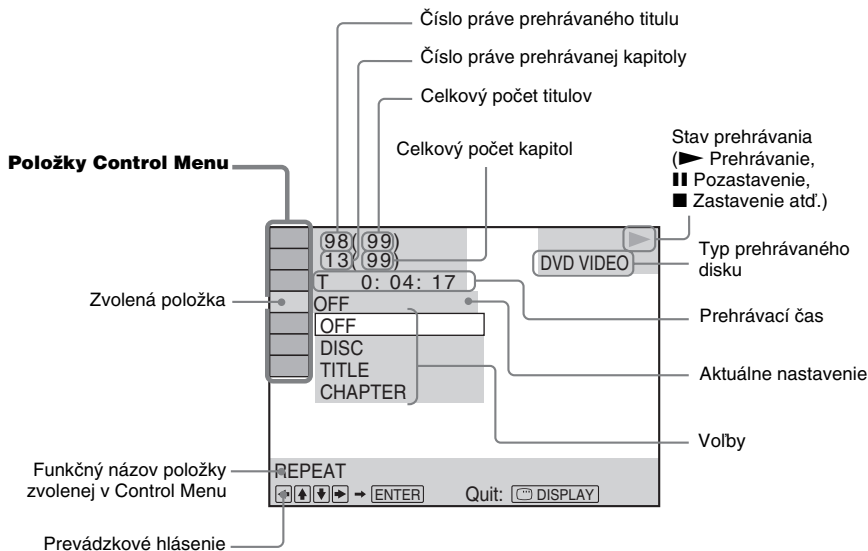 Číslo práve prehrávaného titulu
Číslo práve prehrávanej kapitoly
Celkový počet titulov
Celkový počet kapitol
Stav prehrávania
(► Prehrávanie,
❚❚ Pozastavenie,
■ Zastavenie atď.)
Položky Control Menu
98(99)
13(99)
DVD VIDEO
Typ prehrávaného
disku
T 0: 04: 17
Prehrávací čas
Zvolená položka
OFF
OFF
DISC
TITLE
CHAPTER
Aktuálne nastavenie
Voľby
Funkčný názov položky
zvolenej v Control Menu
REPEAT
← ↑ ↓ → → ENTER Quit: DISPLAY
Prevádzkové hlásenie